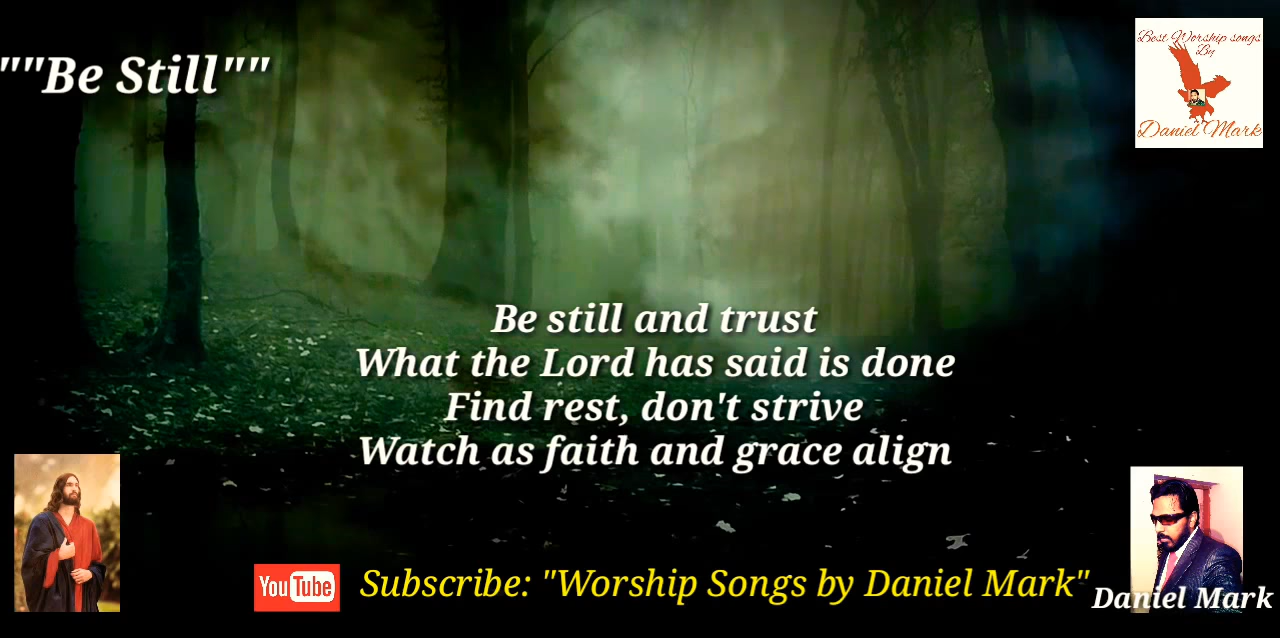 ""Be Still""
Best Worship songs
By
Daniel Mark
Be still and trust
What the Lord has said is done
Find rest, don't strive
Watch as faith and grace align
YouTube Subscribe: "Worship Songs by Daniel Mark"
Daniel Mark